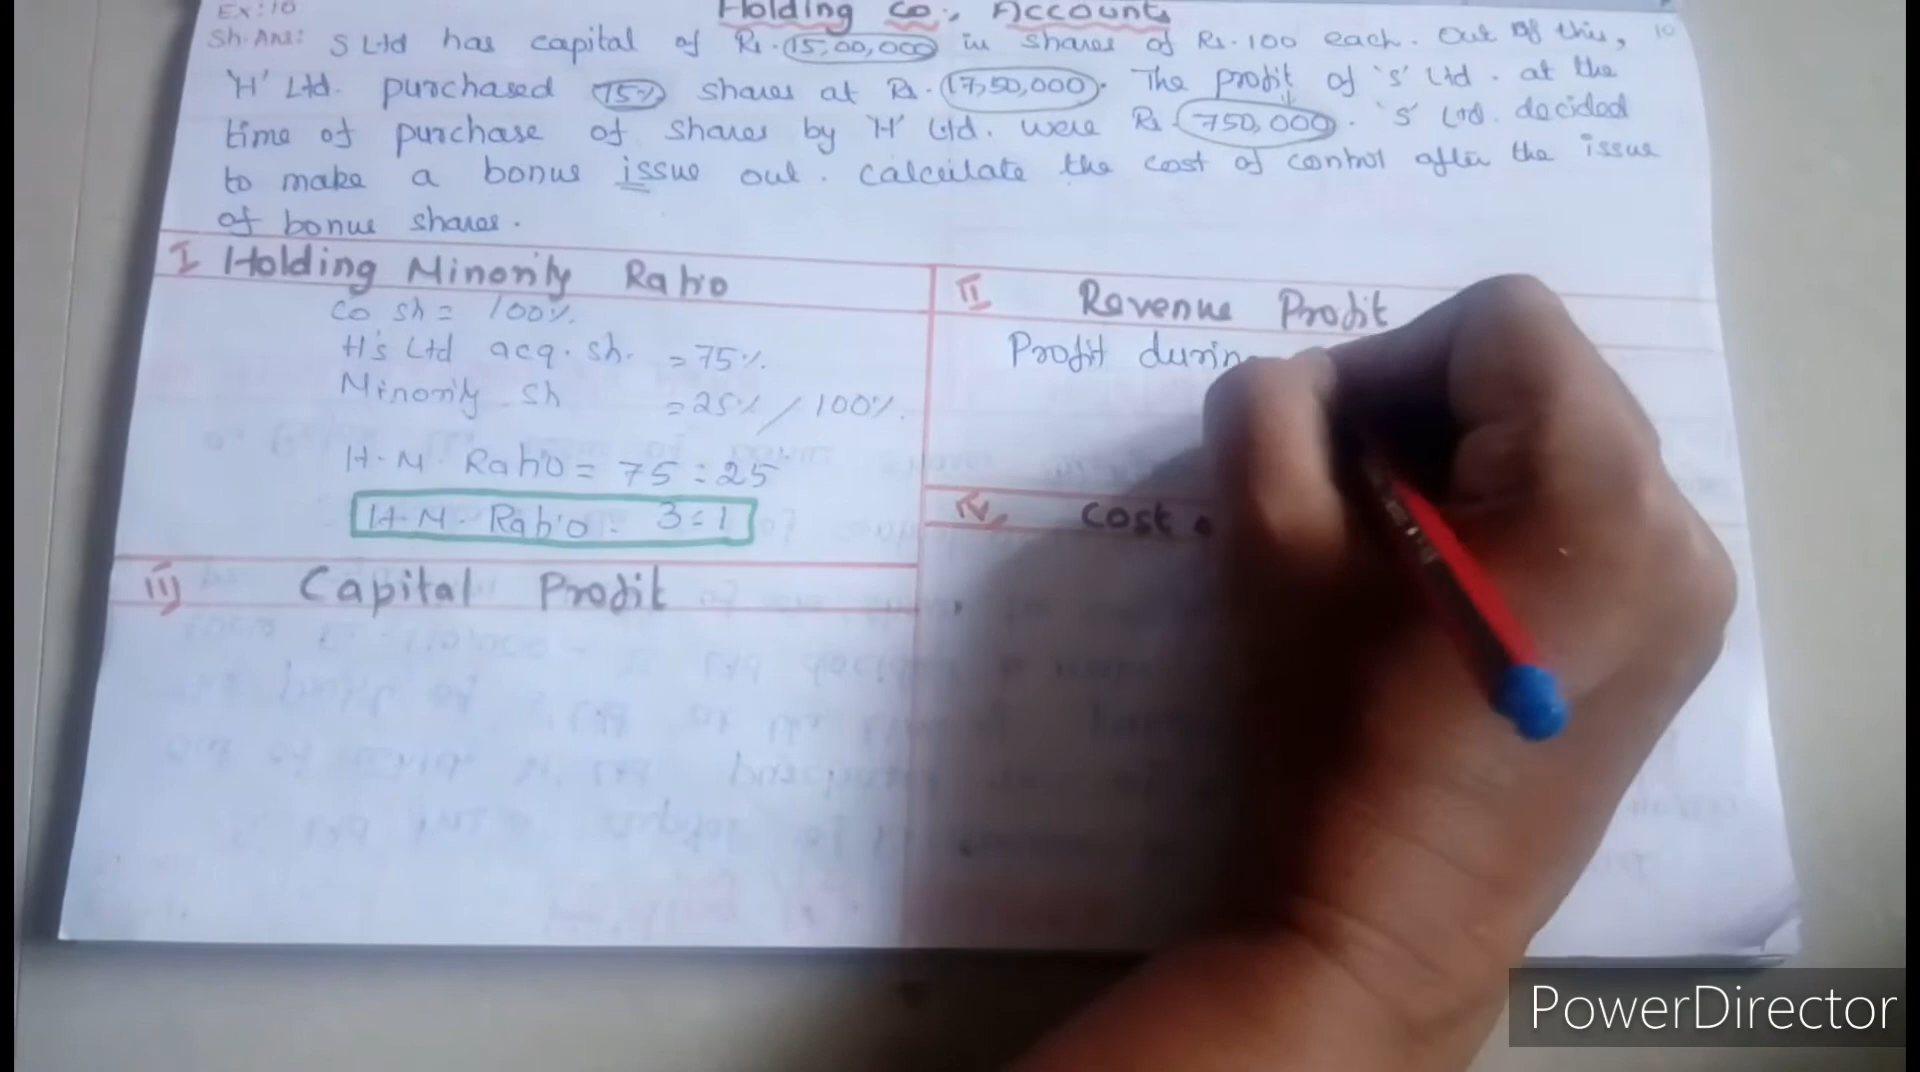 Ex:10
Holding Co., Accounts
Sh. Ans: S Ltd has capital of Rs. 15,00,000 in shares of Rs. 100 each. Out of this, 10
'H' Ltd. purchased 75% shares at Rs. 17,50,000. The profit of 'S' Ltd. at the
time of purchase of shares by 'H' Ltd. were Rs. 750,000. 'S' Ltd. decided
to make a bonus issue out. calculate the cost of control after the issue
of bonus shares.
I Holding Minority Ratio
Co sh = 100%.
H's Ltd acq. sh. = 75%.
Minority sh = 25% / 100%.
H.M. Ratio = 75 : 25
H.M. Ratio = 3 : 1
II Revenue Profit
Profit durin
III Capital Profit
IV Cost
PowerDirector